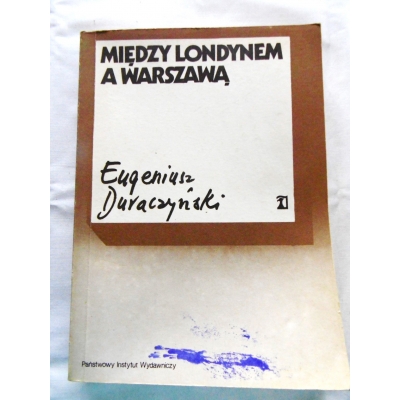 MIĘDZY LONDYNEM
A WARSZAWĄ
Eugeniusz
Duraczyński
Państwowy Instytut Wydawniczy